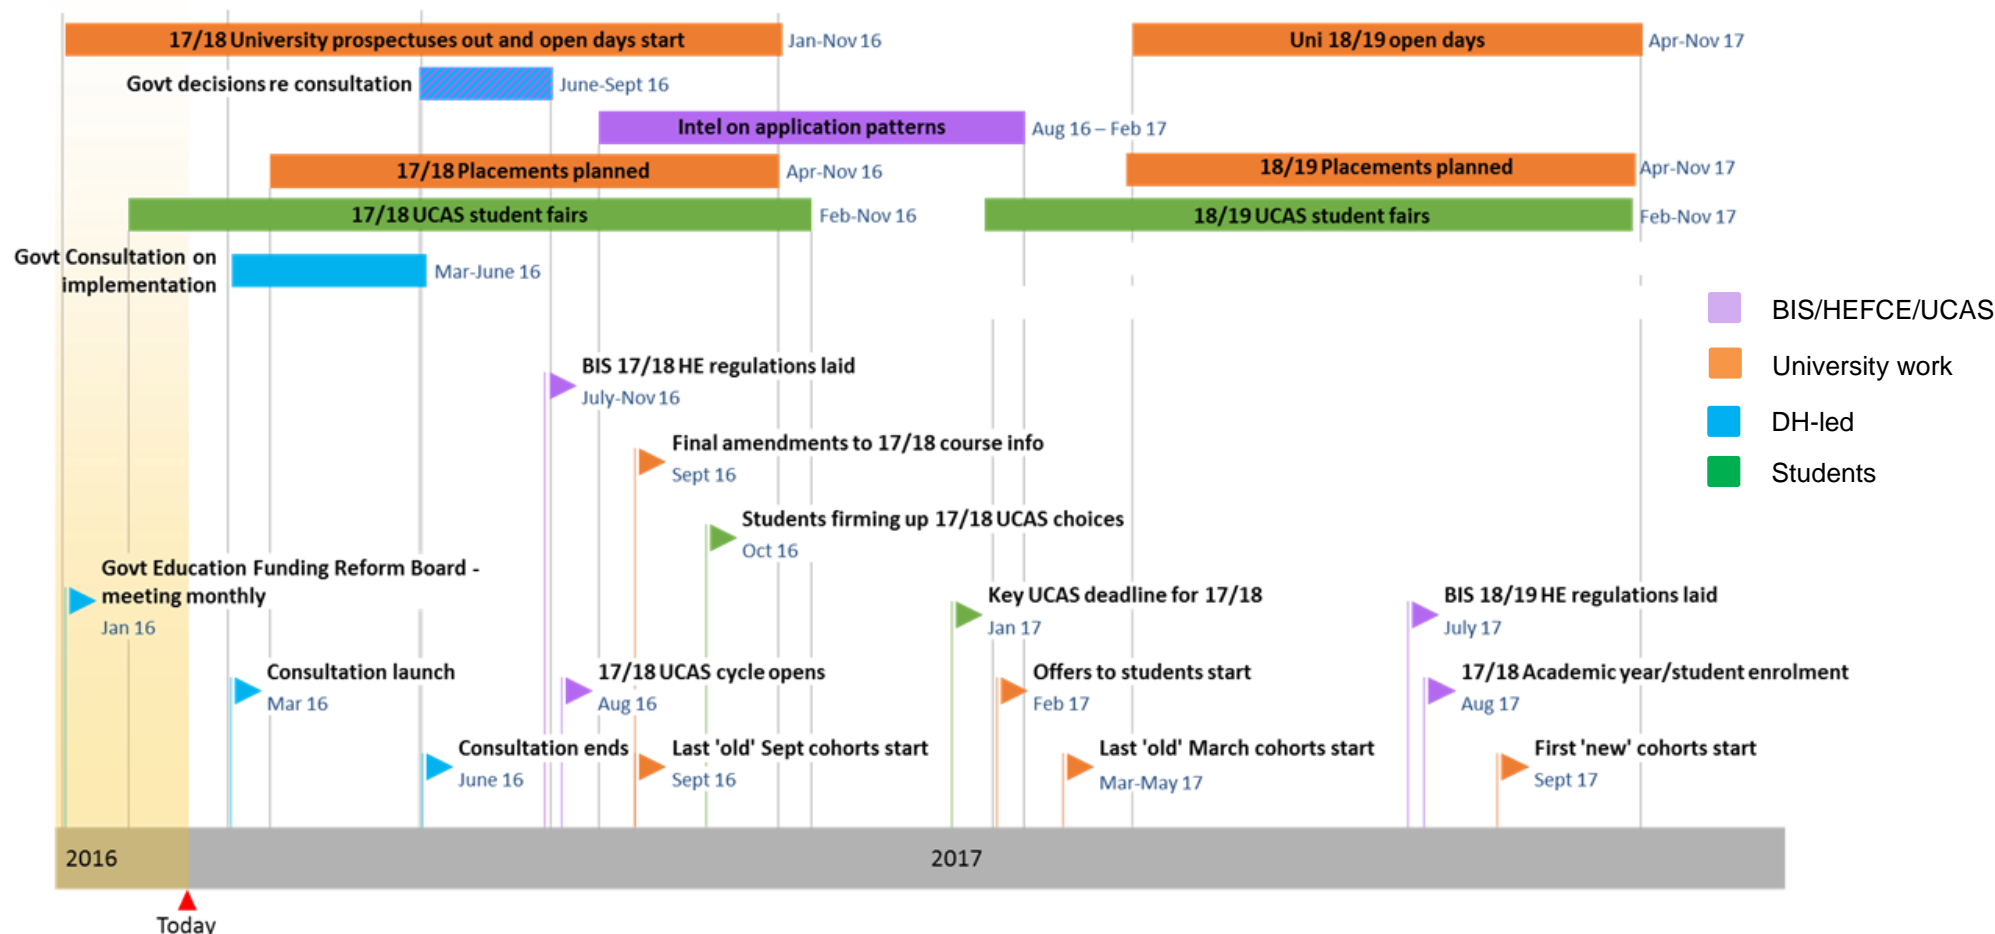 17/18 University prospectuses out and open days start
Jan-Nov 16
Uni 18/19 open days
Apr-Nov 17
Govt decisions re consultation
June-Sept 16
Intel on application patterns
Aug 16 – Feb 17
17/18 Placements planned
Apr-Nov 16
18/19 Placements planned
Apr-Nov 17
17/18 UCAS student fairs
Feb-Nov 16
18/19 UCAS student fairs
Feb-Nov 17
Govt Consultation on
implementation
Mar-June 16
BIS/HEFCE/UCAS
University work
DH-led
Students
BIS 17/18 HE regulations laid
July-Nov 16
Final amendments to 17/18 course info
Sept 16
Students firming up 17/18 UCAS choices
Oct 16
Govt Education Funding Reform Board -
meeting monthly
Jan 16
Key UCAS deadline for 17/18
Jan 17
BIS 18/19 HE regulations laid
July 17
Consultation launch
Mar 16
17/18 UCAS cycle opens
Aug 16
Offers to students start
Feb 17
17/18 Academic year/student enrolment
Aug 17
Consultation ends
June 16
Last 'old' Sept cohorts start
Sept 16
Last 'old' March cohorts start
Mar-May 17
First 'new' cohorts start
Sept 17
2016
2017
Today